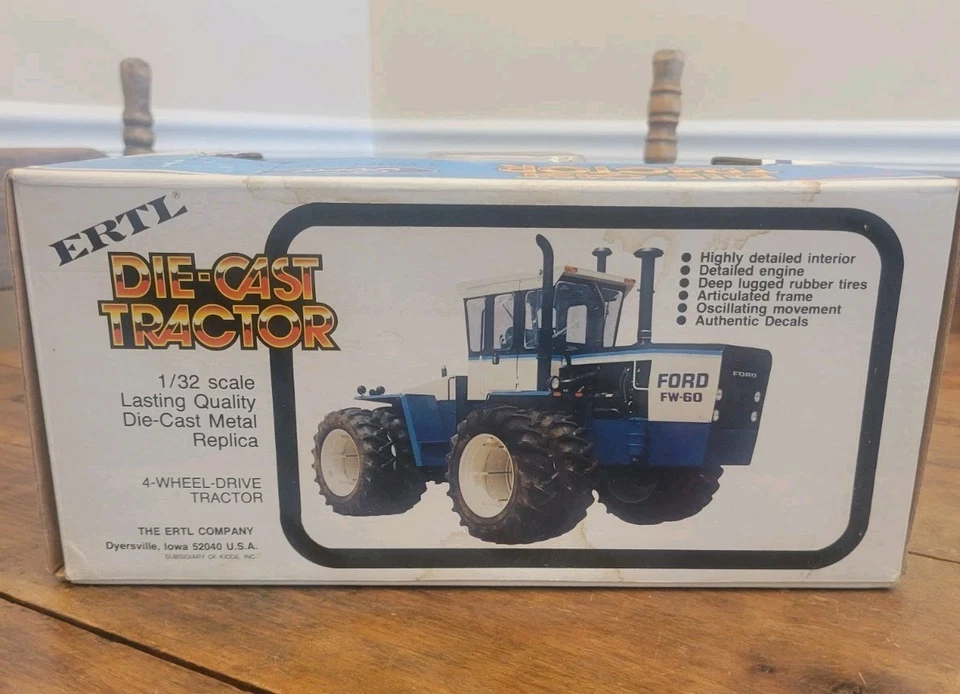 ERTL®
DIE-CAST
TRACTOR
1/32 scale
Lasting Quality
Die-Cast Metal
Replica
4-WHEEL-DRIVE
TRACTOR
THE ERTL COMPANY
Dyersville, Iowa 52040 U.S.A.
SUBSIDIARY OF KIDDE, INC.
● Highly detailed interior
● Detailed engine
● Deep lugged rubber tires
● Articulated frame
● Oscillating movement
● Authentic Decals
FORD
FW-60
FORD